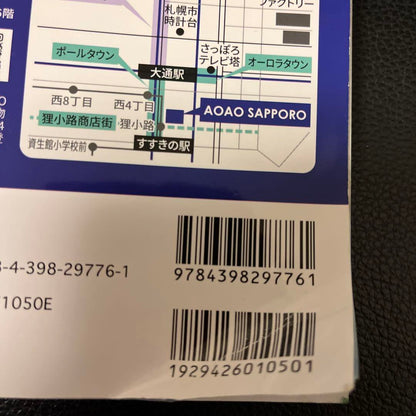 階
ファクトリー
札幌市
時計台
ポールタウン
さっぽろ
テレビ塔
オーロラタウン
大通駅
西8丁目
西4丁目
AOAO SAPPORO
狸小路商店街
狸小路
資生館小学校前
すすきの駅
-4-398-29776-1
9784398297761
1050E
1929426010501